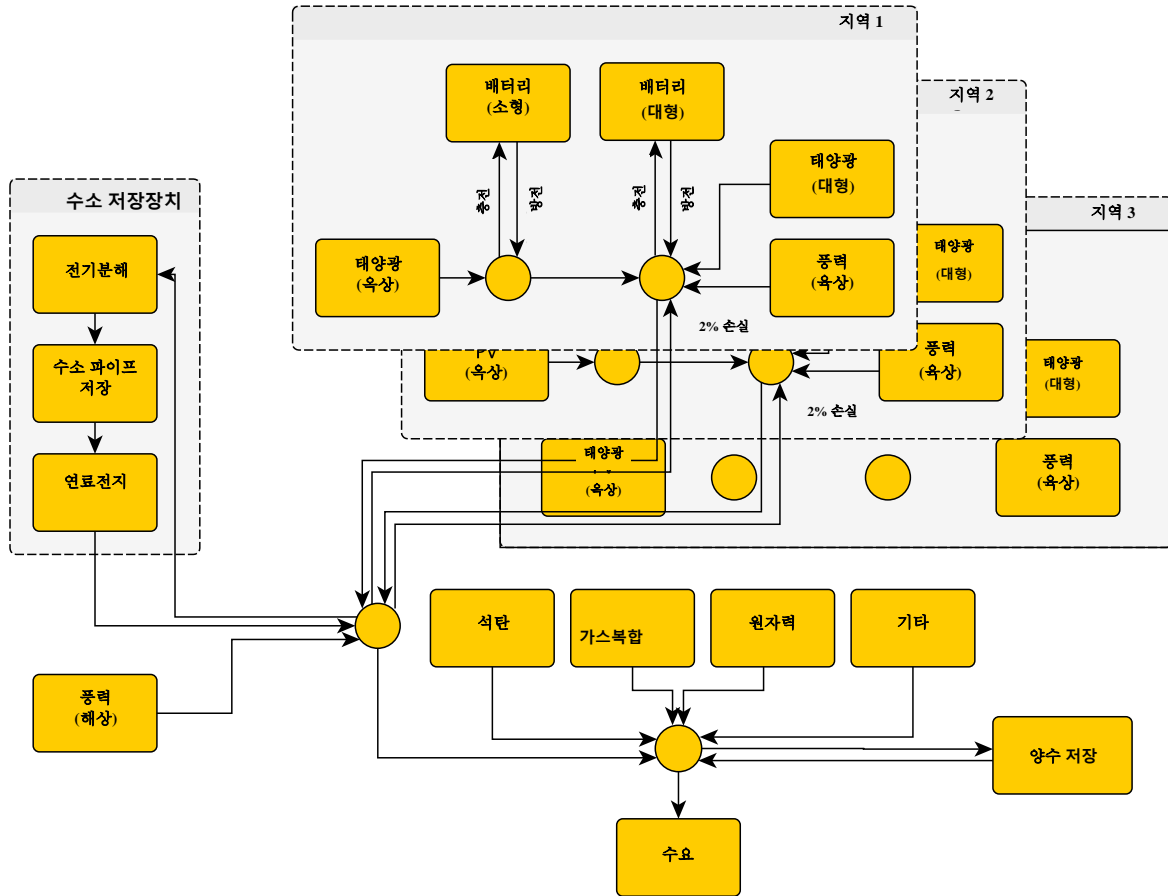 지역 1
배터리
(소형)
배터리
(대형)
태양광
(대형)
충전
방전
충전
방전
태양광
(옥상)
풍력
(육상)
2% 손실
지역 2
태양광
(대형)
PV
(옥상)
풍력
(육상)
2% 손실
지역 3
태양광
(대형)
태양광
(옥상)
풍력
(육상)
수소 저장장치
전기분해
수소 파이프
저장
연료전지
풍력
(해상)
석탄
가스복합
원자력
기타
양수 저장
수요